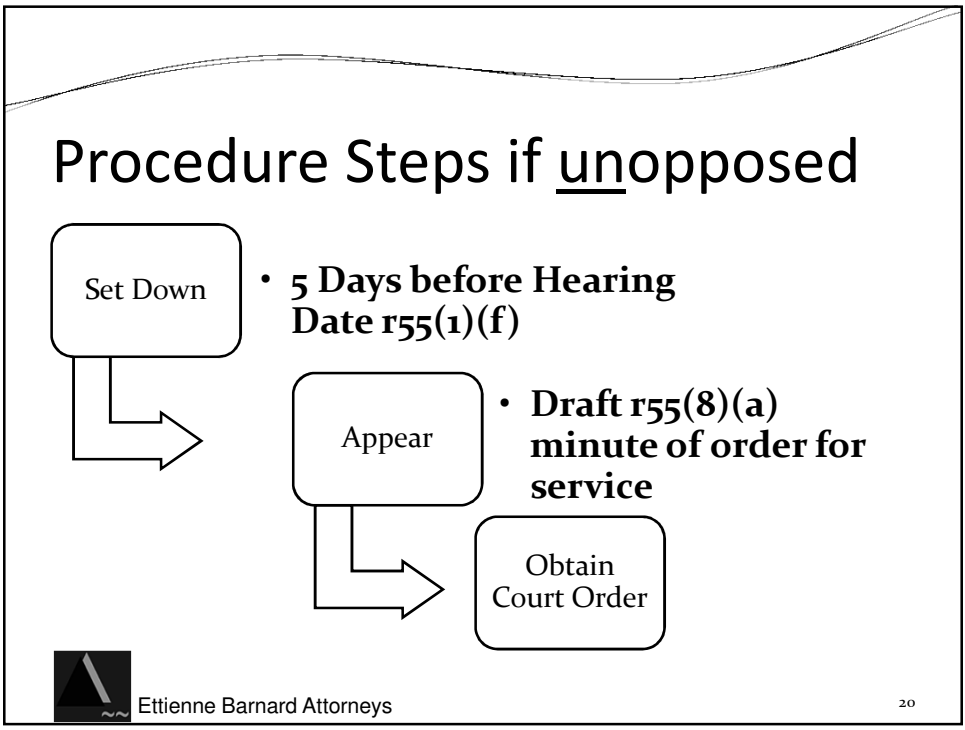 Procedure Steps if unopposed
Set Down
• 5 Days before Hearing
Date r55(1)(f)
Appear
• Draft r55(8)(a)
minute of order for
service
Obtain
Court Order
Ettienne Barnard Attorneys
20